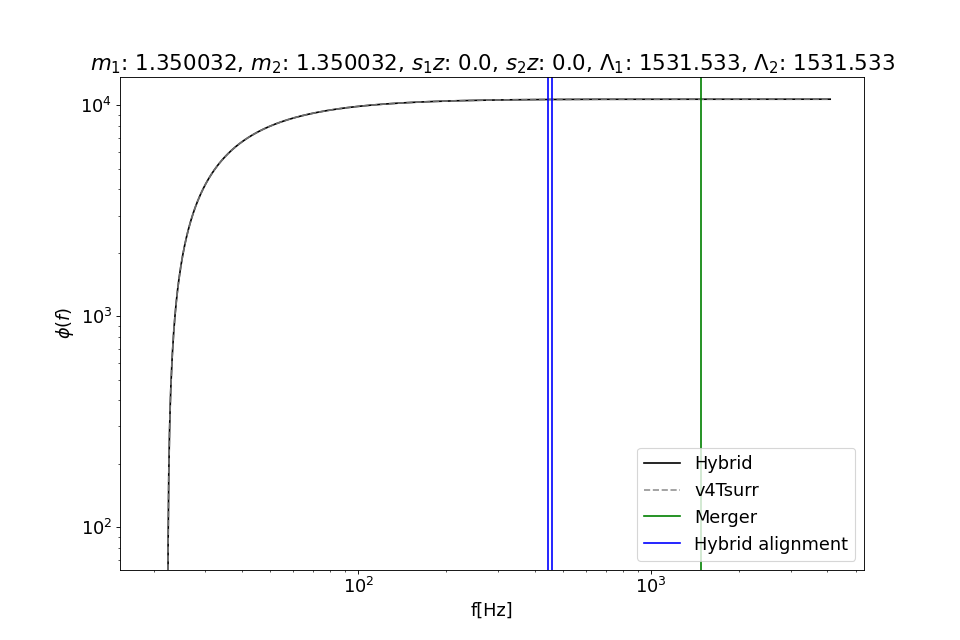 m₁: 1.350032, m₂: 1.350032, s₁z: 0.0, s₂z: 0.0, Λ₁: 1531.533, Λ₂: 1531.533
10⁴
10³
10²
ϕ(f)
10² 10³
f[Hz]
Hybrid
v4Tsurr
Merger
Hybrid alignment